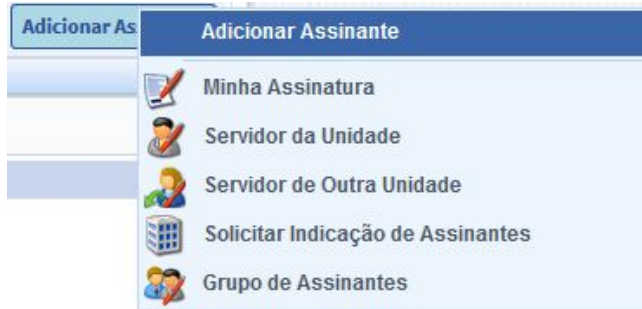 Adicionar As
Adicionar Assinante
Minha Assinatura
Servidor da Unidade
Servidor de Outra Unidade
Solicitar Indicação de Assinantes
Grupo de Assinantes